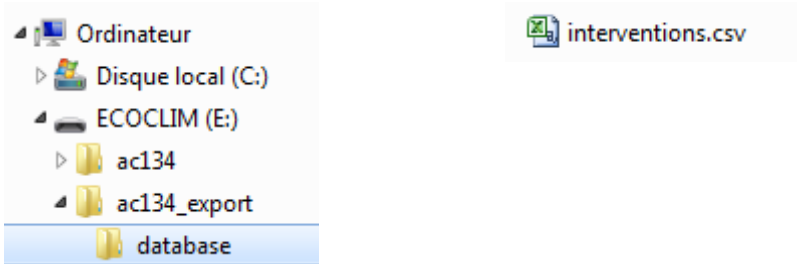 Ordinateur
Disque local (C:)
ECOCLIM (E:)
ac134
ac134_export
database
interventions.csv